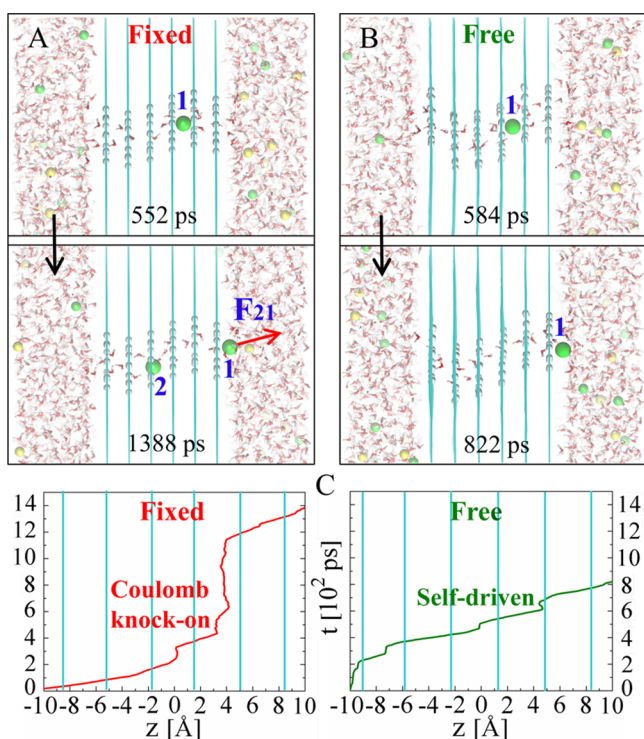 A
Fixed
1
552 ps
F21
1
2
1388 ps
B
Free
1
584 ps
1
822 ps
C
Fixed
Coulomb
knock-on
14
12
10
8
6
4
2
0
-10 -8 -6 -4 -2 0 2 4 6 8 10
z [Å]
Free
Self-driven
t [10² ps]
14
12
10
8
6
4
2
0
-10 -8 -6 -4 -2 0 2 4 6 8 10
z [Å]